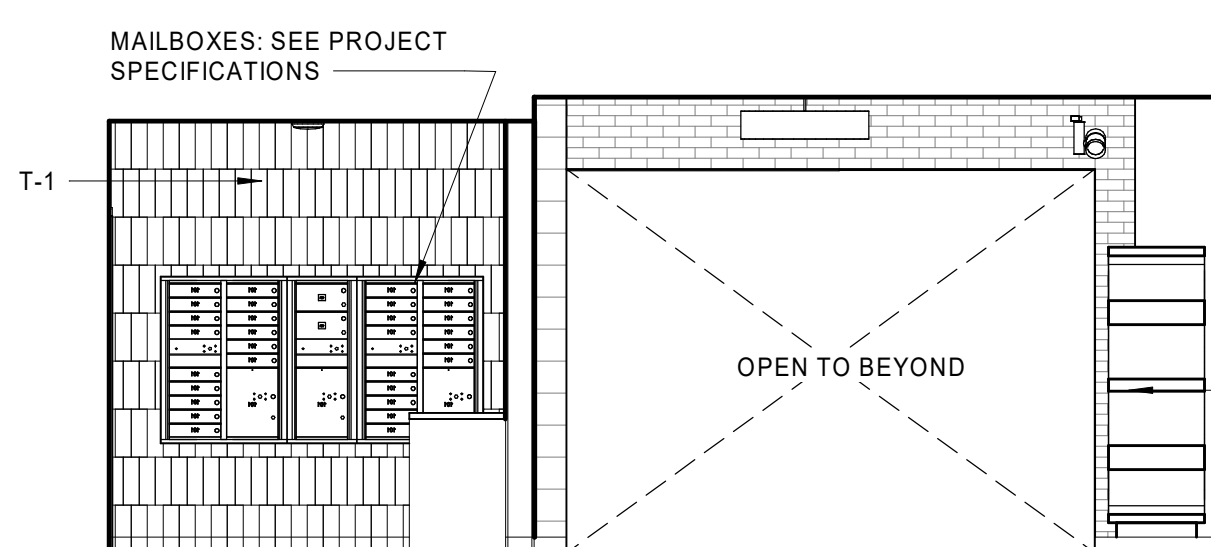 MAILBOXES: SEE PROJECT
SPECIFICATIONS
T-1
OPEN TO BEYOND